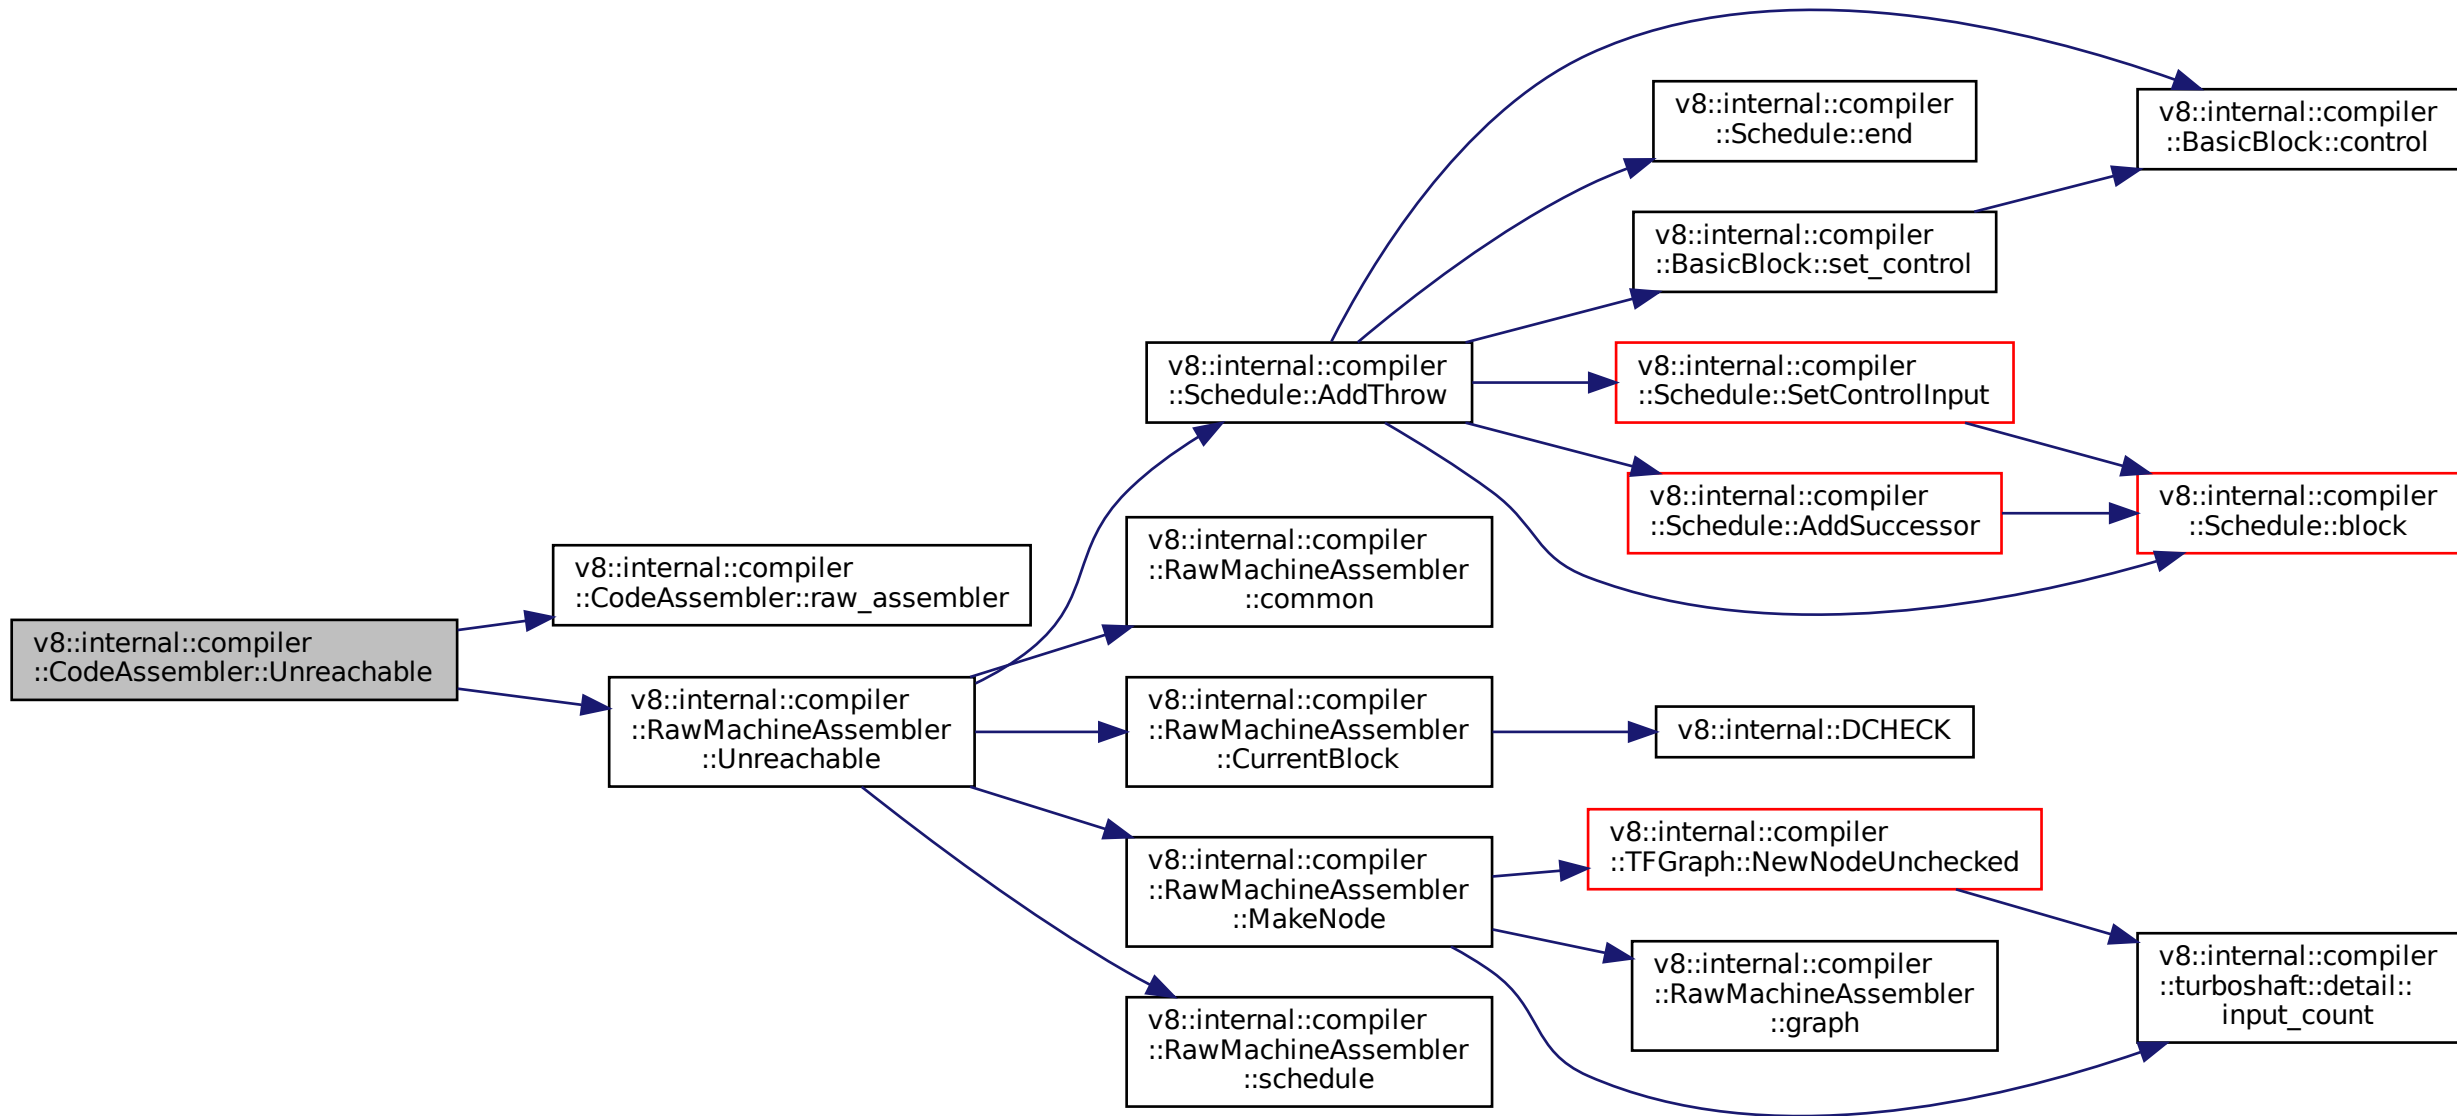 v8::internal::compiler
::CodeAssembler::Unreachable
v8::internal::compiler
::CodeAssembler::raw_assembler
v8::internal::compiler
::RawMachineAssembler
::Unreachable
v8::internal::compiler
::Schedule::AddThrow
v8::internal::compiler
::RawMachineAssembler
::common
v8::internal::compiler
::RawMachineAssembler
::CurrentBlock
v8::internal::compiler
::RawMachineAssembler
::MakeNode
v8::internal::compiler
::RawMachineAssembler
::schedule
v8::internal::compiler
::Schedule::end
v8::internal::compiler
::BasicBlock::set_control
v8::internal::compiler
::Schedule::SetControlInput
v8::internal::compiler
::Schedule::AddSuccessor
v8::internal::DCHECK
v8::internal::compiler
::TFGraph::NewNodeUnchecked
v8::internal::compiler
::RawMachineAssembler
::graph
v8::internal::compiler
::BasicBlock::control
v8::internal::compiler
::Schedule::block
v8::internal::compiler
::turboshaft::detail::
input_count